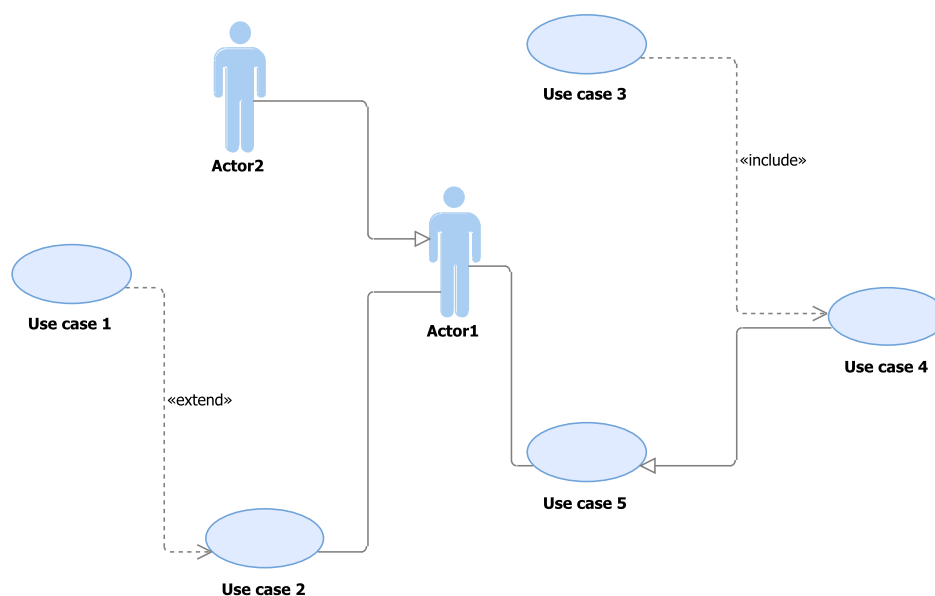 Use case 3
Actor2
«include»
Use case 1
Actor1
Use case 4
«extend»
Use case 5
Use case 2